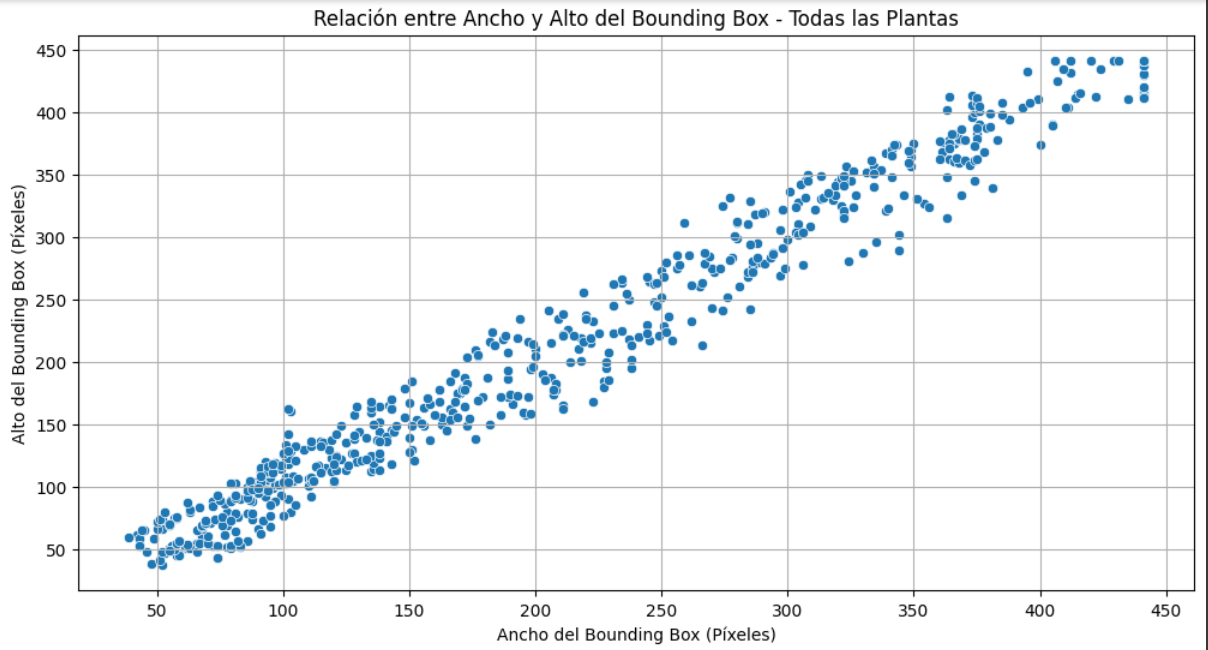 Relación entre Ancho y Alto del Bounding Box - Todas las Plantas
450
400
350
300
250
200
150
100
50
Alto del Bounding Box (Píxeles)
50 100 150 200 250 300 350 400 450
Ancho del Bounding Box (Píxeles)